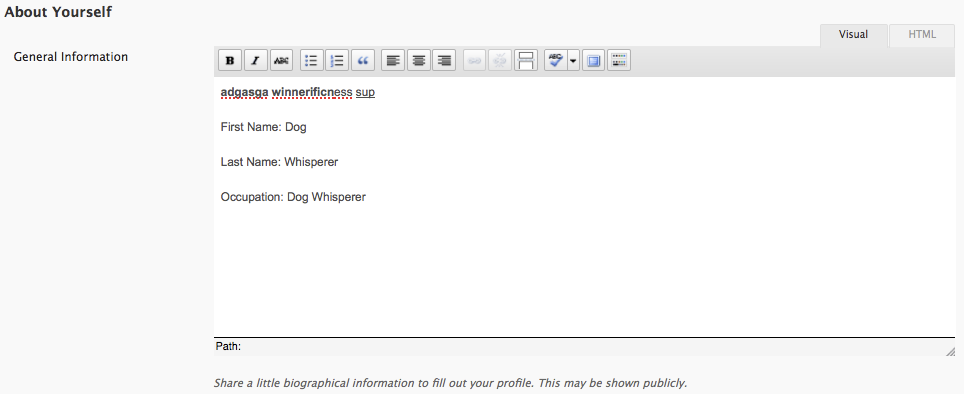 About Yourself
Visual HTML
General Information
B I ABC
adgasga winnerificness sup
First Name: Dog
Last Name: Whisperer
Occupation: Dog Whisperer
Path:
Share a little biographical information to fill out your profile. This may be shown publicly.